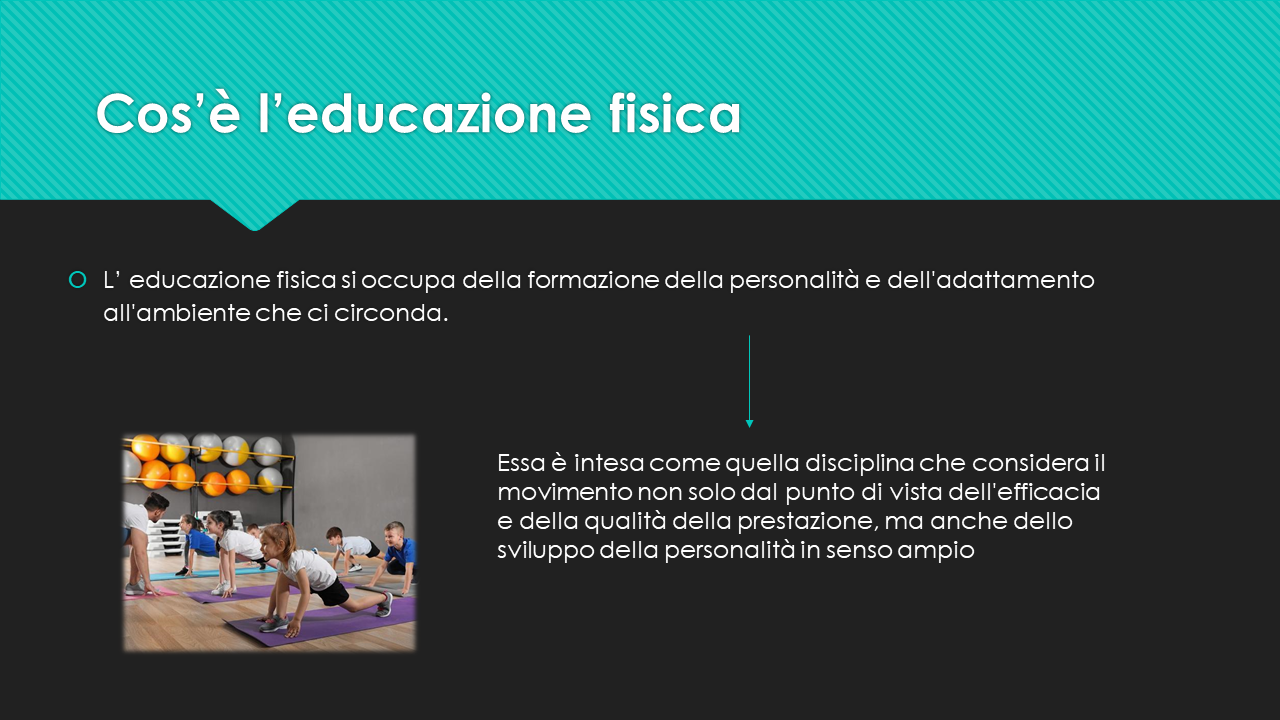 Cos’è l’educazione fisica
L’ educazione fisica si occupa della formazione della personalità e dell'adattamento
all'ambiente che ci circonda.
Essa è intesa come quella disciplina che considera il
movimento non solo dal punto di vista dell'efficacia
e della qualità della prestazione, ma anche dello
sviluppo della personalità in senso ampio